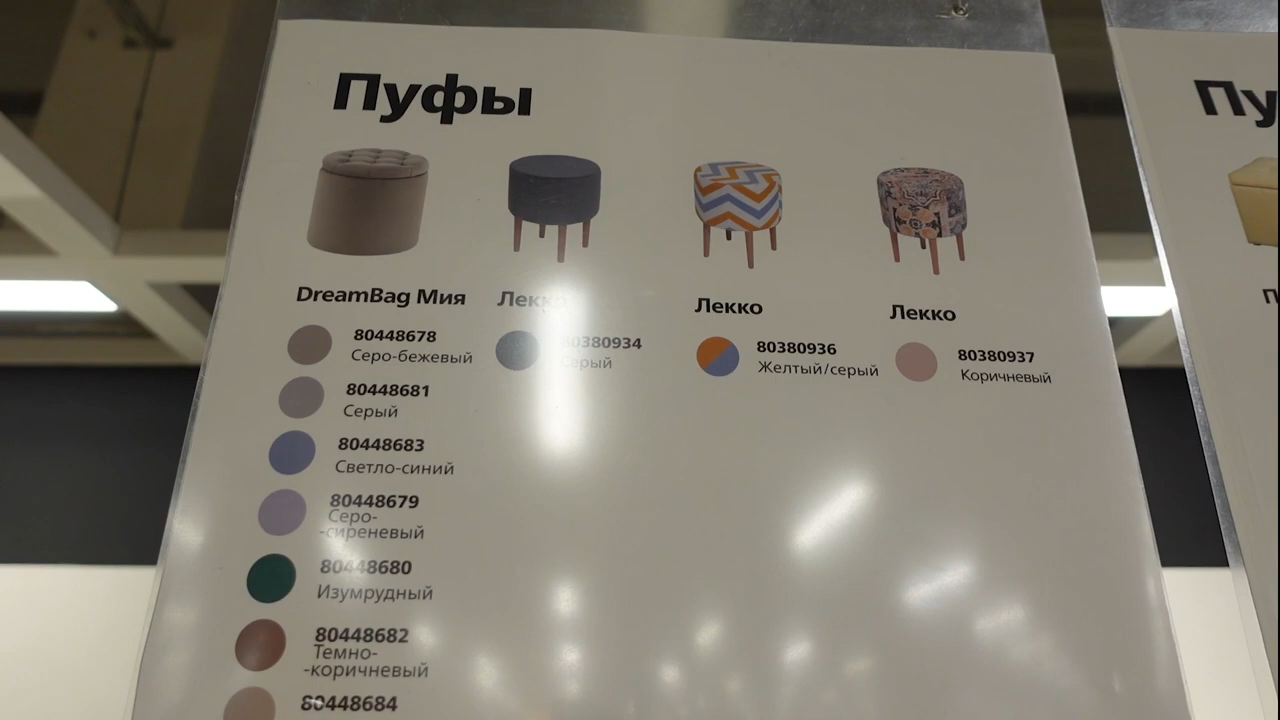 Пуфы
DreamBag Мия
80448678
Серо-бежевый
80448681
Серый
80448683
Светло-синий
80448679
Серо-
-сиреневый
80448680
Изумрудный
80448682
Темно-
-коричневый
80448684
Лекко
80380934
Серый
Лекко
80380936
Желтый/серый
Лекко
80380937
Коричневый
Пу